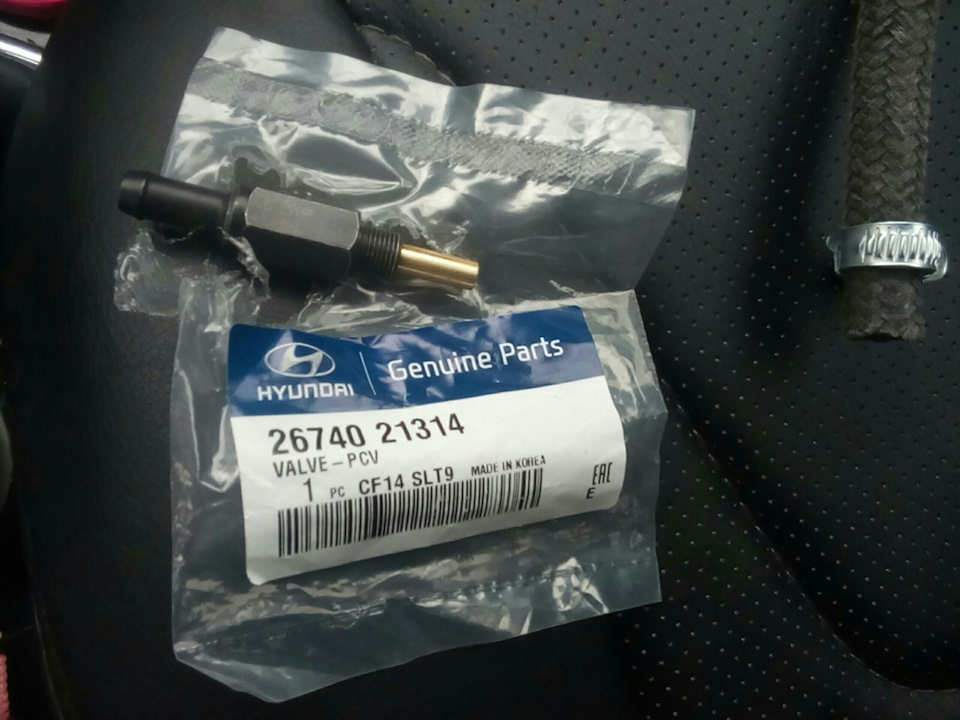 HYUNDAI
Genuine Parts
26740 21314
VALVE-PCV
1 PC CF14 SLT9 MADE IN KOREA
EAC
E